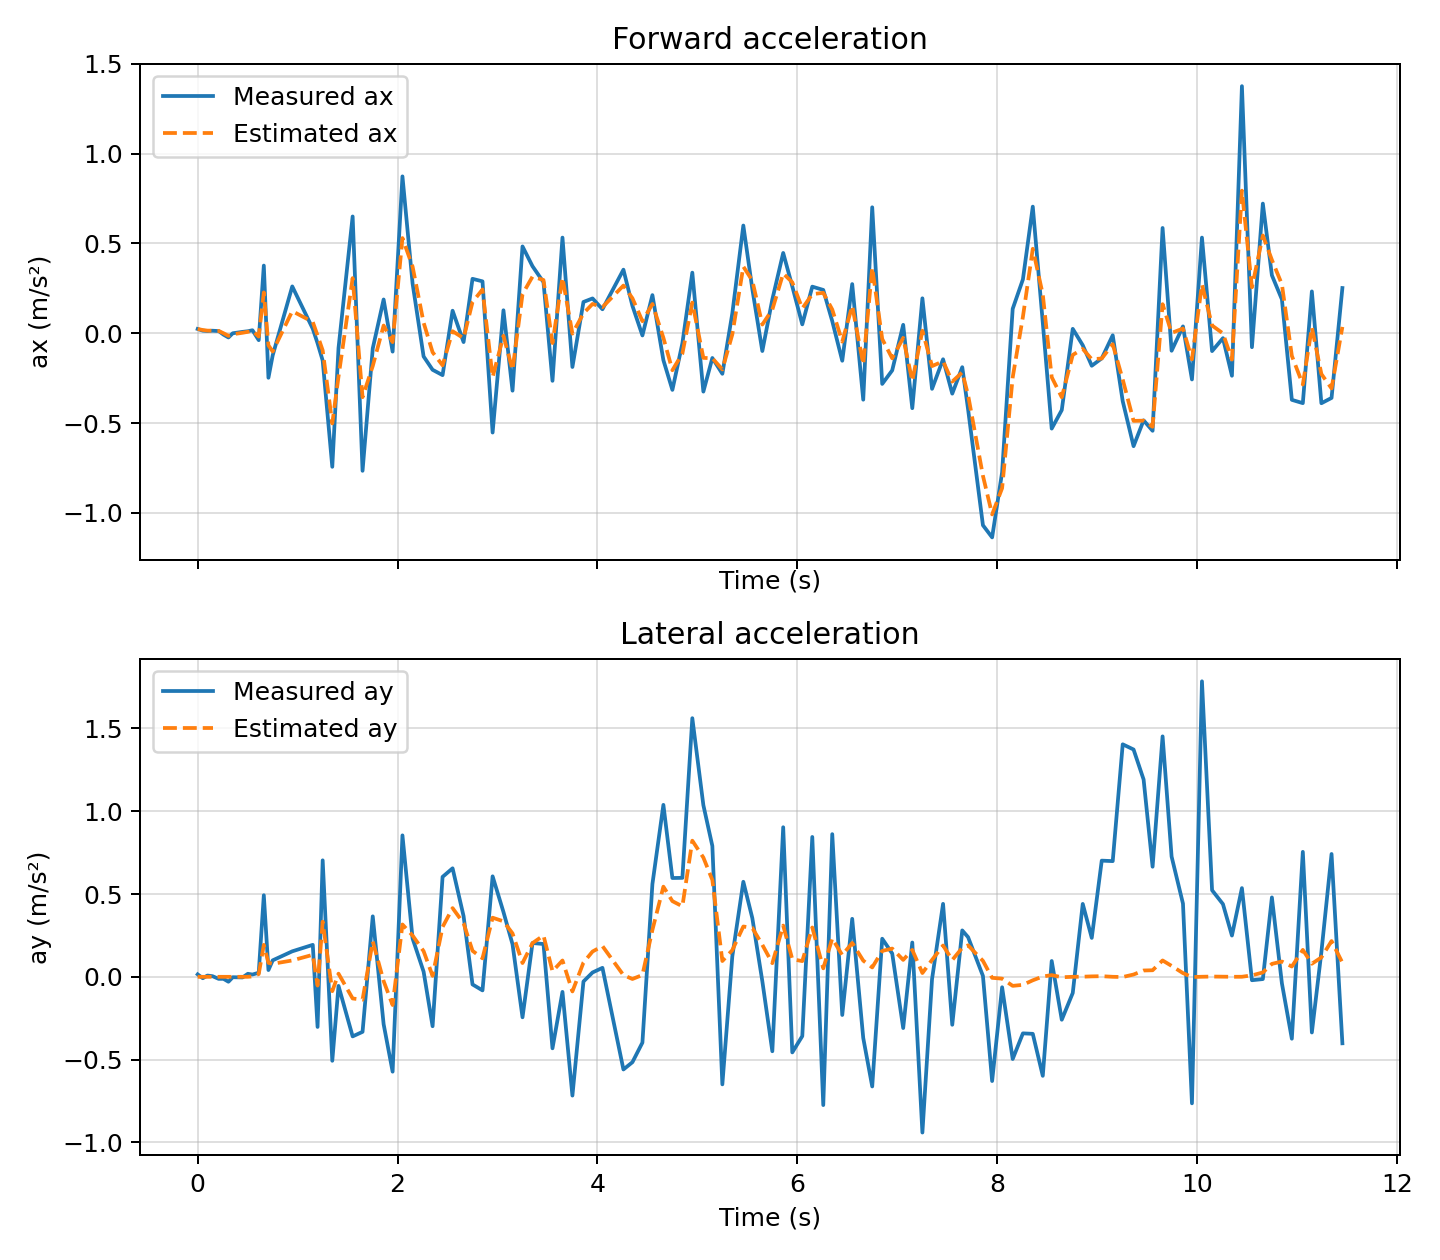 Forward acceleration
1.5
1.0
0.5
0.0
−0.5
−1.0
ax (m/s²)
Measured ax
Estimated ax
Time (s)
Lateral acceleration
1.5
1.0
0.5
0.0
−0.5
−1.0
ay (m/s²)
Measured ay
Estimated ay
0 2 4 6 8 10 12
Time (s)